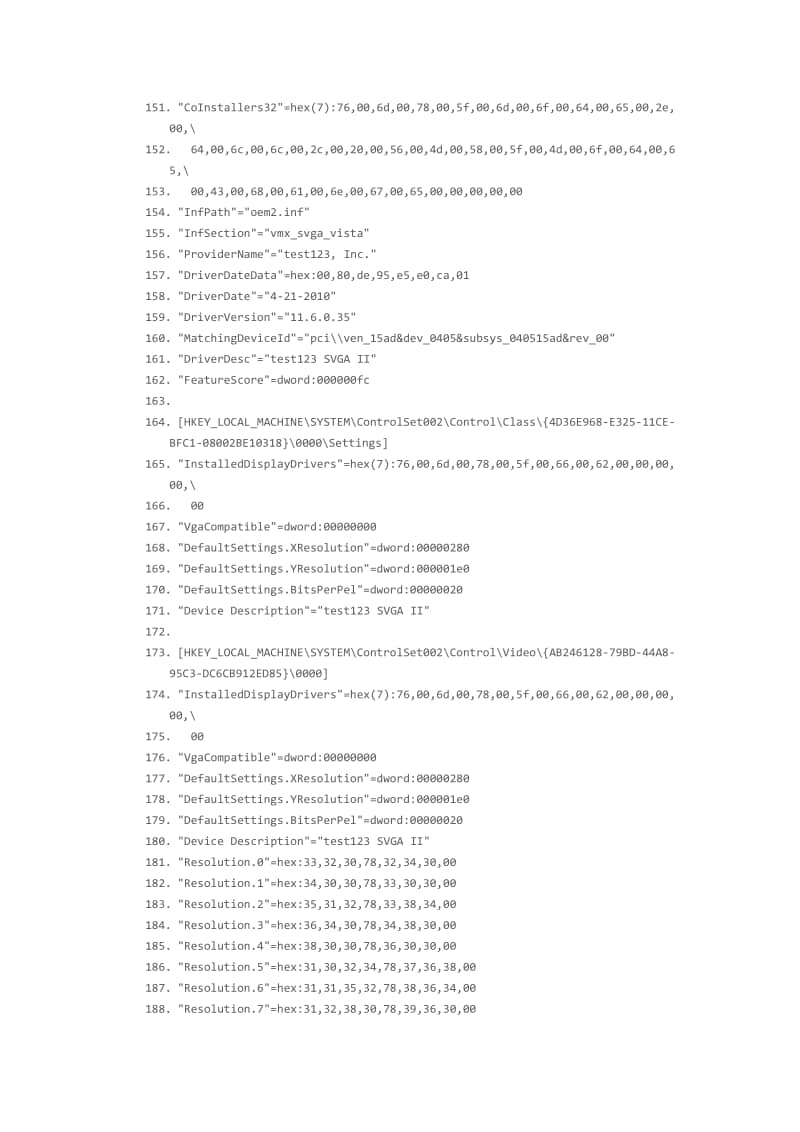 151. "CoInstallers32"=hex(7):76,00,6d,00,78,00,5f,00,6d,00,6f,00,64,00,65,00,2e,
00,\
152.   64,00,6c,00,6c,00,2c,00,20,00,56,00,4d,00,58,00,5f,00,4d,00,6f,00,64,00,6
5,\
153.   00,43,00,68,00,61,00,6e,00,67,00,65,00,00,00,00,00
154. "InfPath"="oem2.inf"
155. "InfSection"="vmx_svga_vista"
156. "ProviderName"="test123, Inc."
157. "DriverDateData"=hex:00,80,de,95,e5,e0,ca,01
158. "DriverDate"="4-21-2010"
159. "DriverVersion"="11.6.0.35"
160. "MatchingDeviceId"="pci\\ven_15ad&dev_0405&subsys_040515ad&rev_00"
161. "DriverDesc"="test123 SVGA II"
162. "FeatureScore"=dword:000000fc
163.
164. [HKEY_LOCAL_MACHINE\SYSTEM\ControlSet002\Control\Class\{4D36E968-E325-11CE-
BFC1-08002BE10318}\0000\Settings]
165. "InstalledDisplayDrivers"=hex(7):76,00,6d,00,78,00,5f,00,66,00,62,00,00,00,
00,\
166.   00
167. "VgaCompatible"=dword:00000000
168. "DefaultSettings.XResolution"=dword:00000280
169. "DefaultSettings.YResolution"=dword:000001e0
170. "DefaultSettings.BitsPerPel"=dword:00000020
171. "Device Description"="test123 SVGA II"
172.
173. [HKEY_LOCAL_MACHINE\SYSTEM\ControlSet002\Control\Video\{AB246128-79BD-44A8-
95C3-DC6CB912ED85}\0000]
174. "InstalledDisplayDrivers"=hex(7):76,00,6d,00,78,00,5f,00,66,00,62,00,00,00,
00,\
175.   00
176. "VgaCompatible"=dword:00000000
177. "DefaultSettings.XResolution"=dword:00000280
178. "DefaultSettings.YResolution"=dword:000001e0
179. "DefaultSettings.BitsPerPel"=dword:00000020
180. "Device Description"="test123 SVGA II"
181. "Resolution.0"=hex:33,32,30,78,32,34,30,00
182. "Resolution.1"=hex:34,30,30,78,33,30,30,00
183. "Resolution.2"=hex:35,31,32,78,33,38,34,00
184. "Resolution.3"=hex:36,34,30,78,34,38,30,00
185. "Resolution.4"=hex:38,30,30,78,36,30,30,00
186. "Resolution.5"=hex:31,30,32,34,78,37,36,38,00
187. "Resolution.6"=hex:31,31,35,32,78,38,36,34,00
188. "Resolution.7"=hex:31,32,38,30,78,39,36,30,00